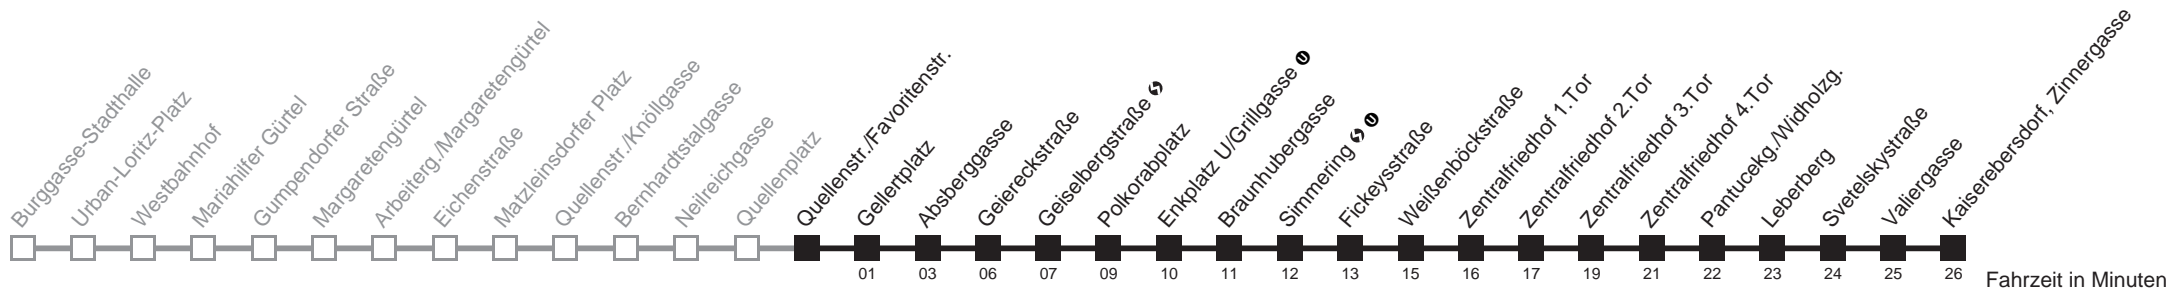 Burggasse-Stadthalle
Urban-Loritz-Platz
Westbahnhof
Mariahilfer Gürtel
Gumpendorfer Straße
Margaretengürtel
Arbeiterg./Margaretengürtel
Eichenstraße
Matzleinsdorfer Platz
Quellenstr./Knöllgasse
Bernhardtstalgasse
Neilreichgasse
Quellenplatz
Quellenstr./Favoritenstr.
Gellertplatz
Absberggasse
Geiereckstraße
Geiselbergstraße S
Polkorabplatz
Enkplatz U/Grillgasse U
Braunhubergasse
Simmering S U
Fickeysstraße
Weißenböckstraße
Zentralfriedhof 1.Tor
Zentralfriedhof 2.Tor
Zentralfriedhof 3.Tor
Zentralfriedhof 4.Tor
Pantucekg./Widholzg.
Leberberg
Svetelskystraße
Valiergasse
Kaiserebersdorf, Zinnergasse
01 03 06 07 09 10 11 12 13 15 16 17 19 21 22 23 24 25 26
Fahrzeit in Minuten